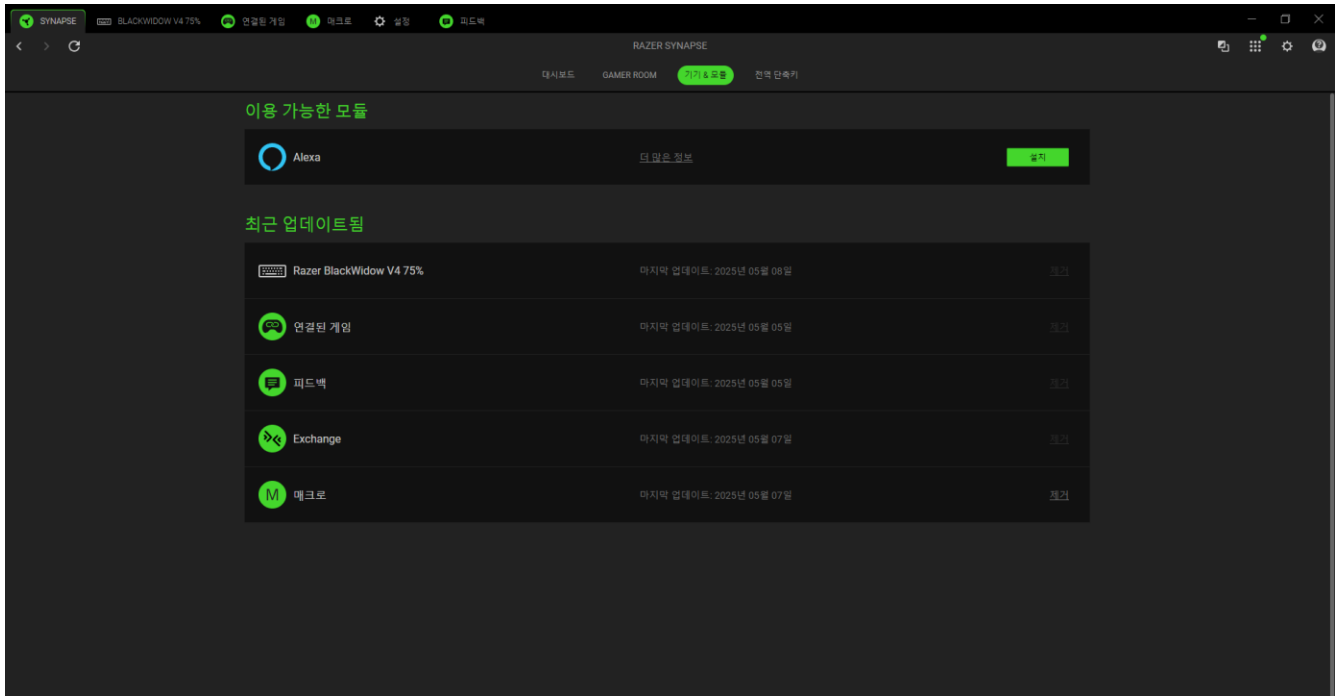 SYNAPSE BLACKWIDOW V4 75% 연결된 게임 M 매크로 설정 피드백
RAZER SYNAPSE
대시보드 GAMER ROOM 기기 & 모듈 전역 단축키
이용 가능한 모듈
Alexa 더 많은 정보 설치
최근 업데이트됨
Razer BlackWidow V4 75% 마지막 업데이트: 2025년 05월 08일 제거
연결된 게임 마지막 업데이트: 2025년 05월 05일 제거
피드백 마지막 업데이트: 2025년 05월 05일 제거
Exchange 마지막 업데이트: 2025년 05월 07일 제거
M 매크로 마지막 업데이트: 2025년 05월 07일 제거